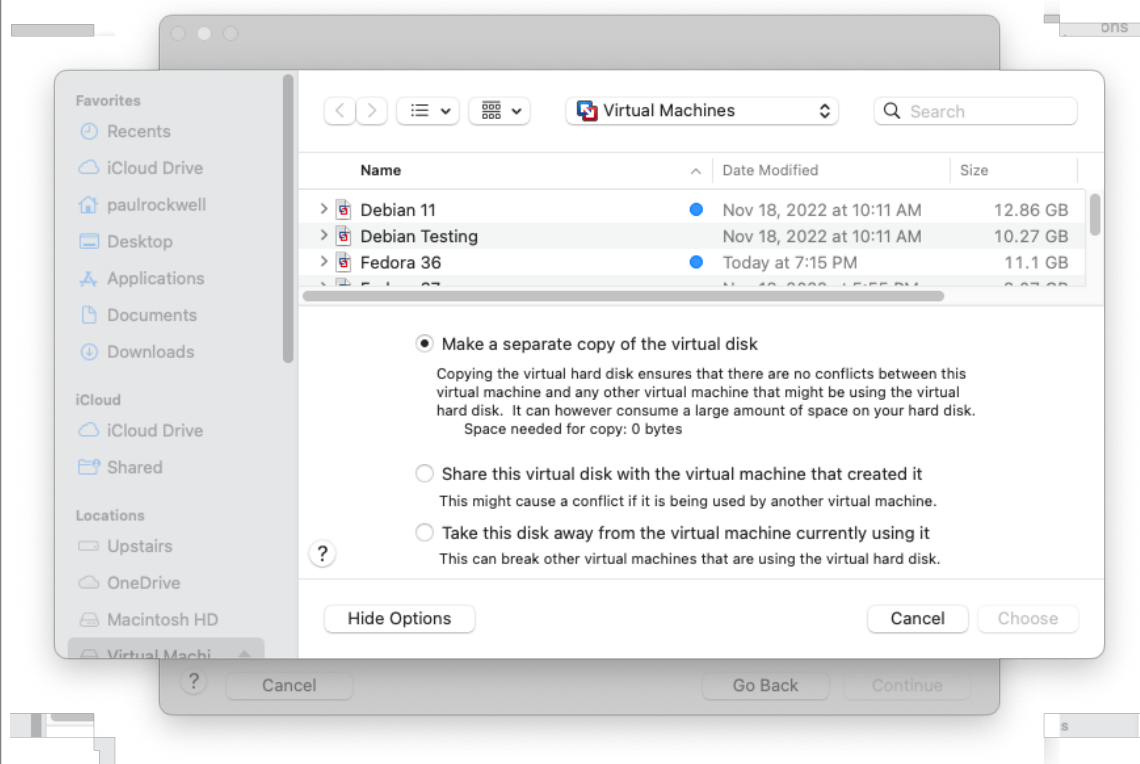 ons
Favorites
Recents
iCloud Drive
paulrockwell
Desktop
Applications
Documents
Downloads
iCloud
iCloud Drive
Shared
Locations
Upstairs
OneDrive
Macintosh HD
Virtual Machi
Virtual Machines
Search
Name Date Modified Size
Debian 11 Nov 18, 2022 at 10:11 AM 12.86 GB
Debian Testing Nov 18, 2022 at 10:11 AM 10.27 GB
Fedora 36 Today at 7:15 PM 11.1 GB
Make a separate copy of the virtual disk
Copying the virtual hard disk ensures that there are no conflicts between this
virtual machine and any other virtual machine that might be using the virtual
hard disk. It can however consume a large amount of space on your hard disk.
Space needed for copy: 0 bytes
Share this virtual disk with the virtual machine that created it
This might cause a conflict if it is being used by another virtual machine.
Take this disk away from the virtual machine currently using it
This can break other virtual machines that are using the virtual hard disk.
?
Hide Options Cancel Choose
? Cancel Go Back Continue
s